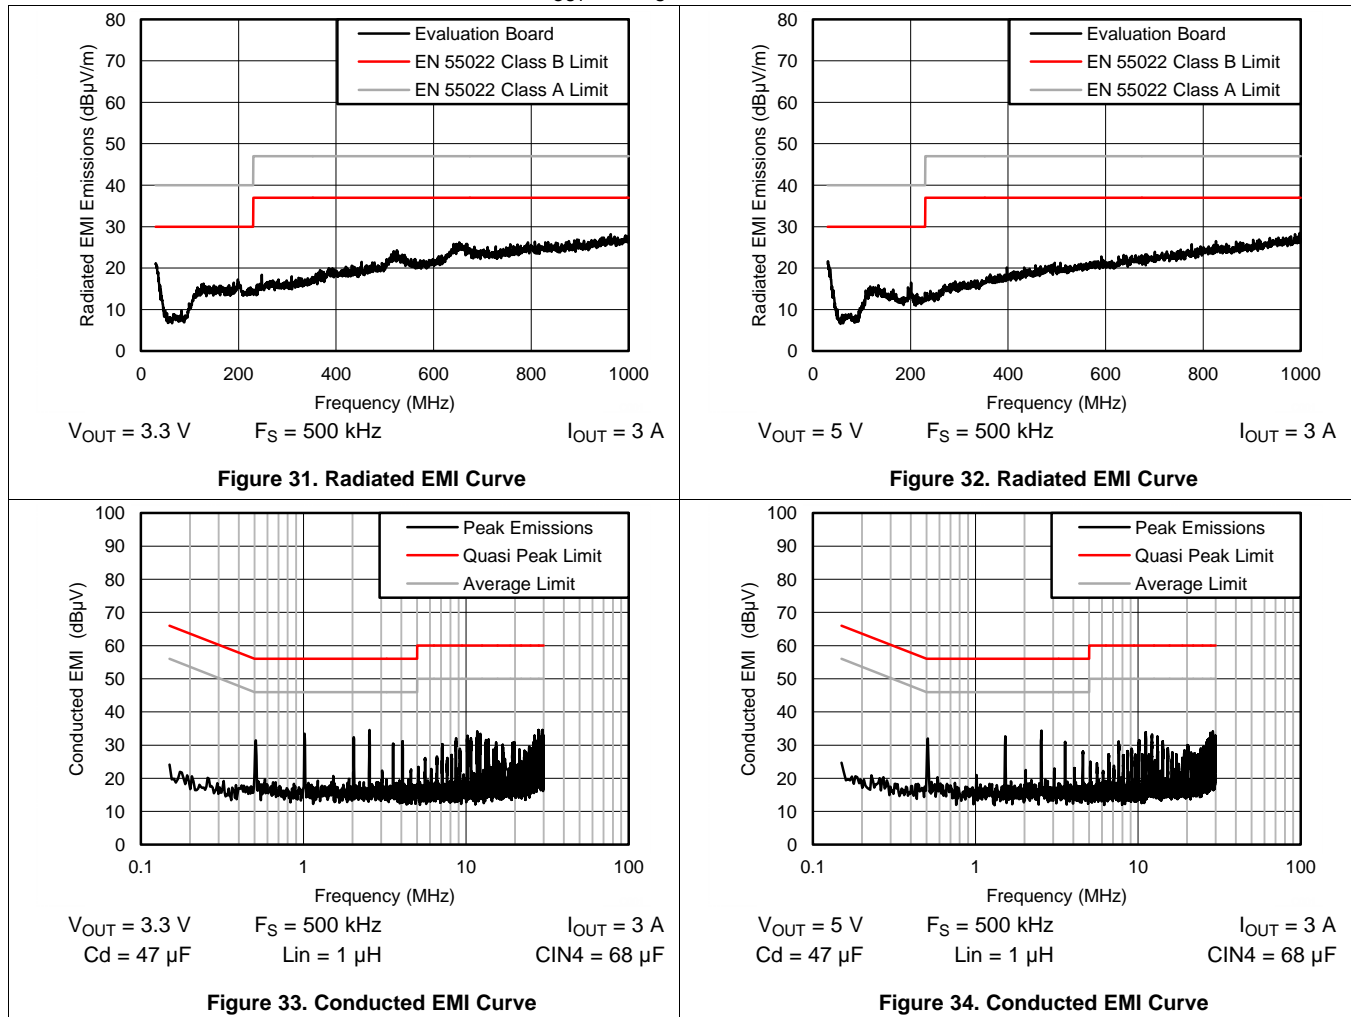 80
70
60
50
40
30
20
10
0
Radiated EMI Emissions (dBµV/m)
Evaluation Board
EN 55022 Class B Limit
EN 55022 Class A Limit
0 200 400 600 800 1000
Frequency (MHz)
VOUT = 3.3 V FS = 500 kHz IOUT = 3 A
Figure 31. Radiated EMI Curve
80
70
60
50
40
30
20
10
0
Radiated EMI Emissions (dBµV/m)
Evaluation Board
EN 55022 Class B Limit
EN 55022 Class A Limit
0 200 400 600 800 1000
Frequency (MHz)
VOUT = 5 V FS = 500 kHz IOUT = 3 A
Figure 32. Radiated EMI Curve
100
90
80
70
60
50
40
30
20
10
0
Conducted EMI (dBµV)
Peak Emissions
Quasi Peak Limit
Average Limit
0.1 1 10 100
Frequency (MHz)
VOUT = 3.3 V FS = 500 kHz IOUT = 3 A
Cd = 47 µF Lin = 1 µH CIN4 = 68 µF
Figure 33. Conducted EMI Curve
100
90
80
70
60
50
40
30
20
10
0
Conducted EMI (dBµV)
Peak Emissions
Quasi Peak Limit
Average Limit
0.1 1 10 100
Frequency (MHz)
VOUT = 5 V FS = 500 kHz IOUT = 3 A
Cd = 47 µF Lin = 1 µH CIN4 = 68 µF
Figure 34. Conducted EMI Curve